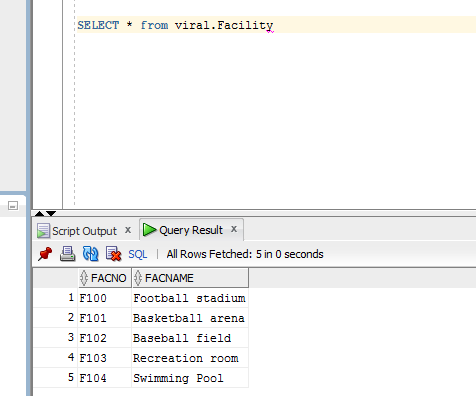 SELECT * from viral.Facility
Script Output x Query Result x
SQL | All Rows Fetched: 5 in 0 seconds
FACNO FACNAME
1 F100 Football stadium
2 F101 Basketball arena
3 F102 Baseball field
4 F103 Recreation room
5 F104 Swimming Pool